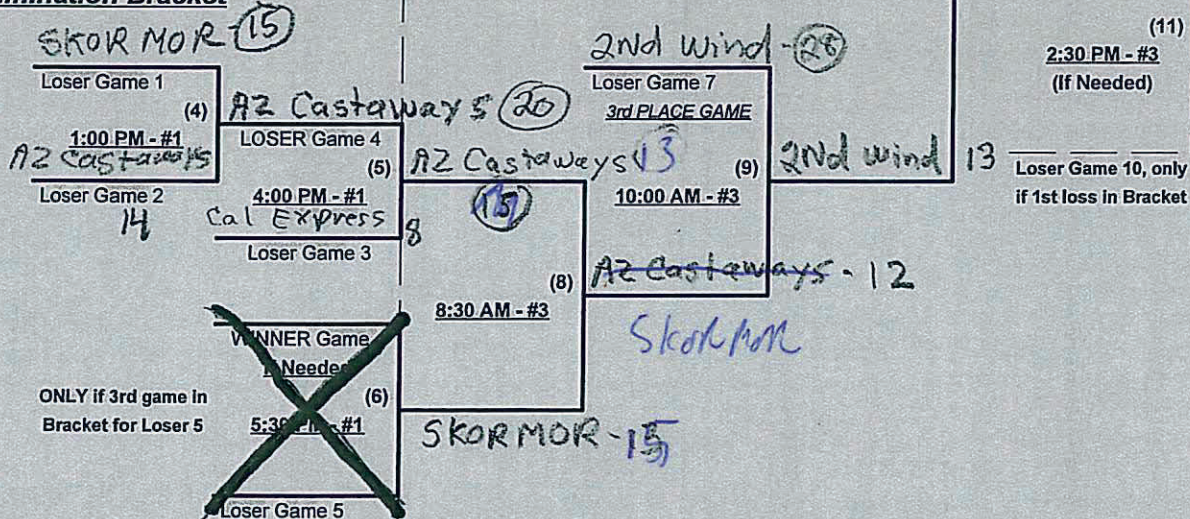 SKOR MOR - 15
Loser Game 1
(4)
1:00 PM - #1
AZ Castaways
Loser Game 2
14
AZ Castaways 20
LOSER Game 4
(5)
4:00 PM - #1
Cal Express 8
Loser Game 3
WINNER Game
(6)
ONLY if 3rd game in
Bracket for Loser 5
Loser Game 5
AZ Castaways 13
(8)
8:30 AM - #3
SKORMOR - 15
2Nd Wind - 28
Loser Game 7
3rd PLACE GAME
(9)
10:00 AM - #3
AZ Castaways - 12
SKORMOR
2Nd wind 13
(11)
2:30 PM - #3
(If Needed)
Loser Game 10, only
if 1st loss in Bracket